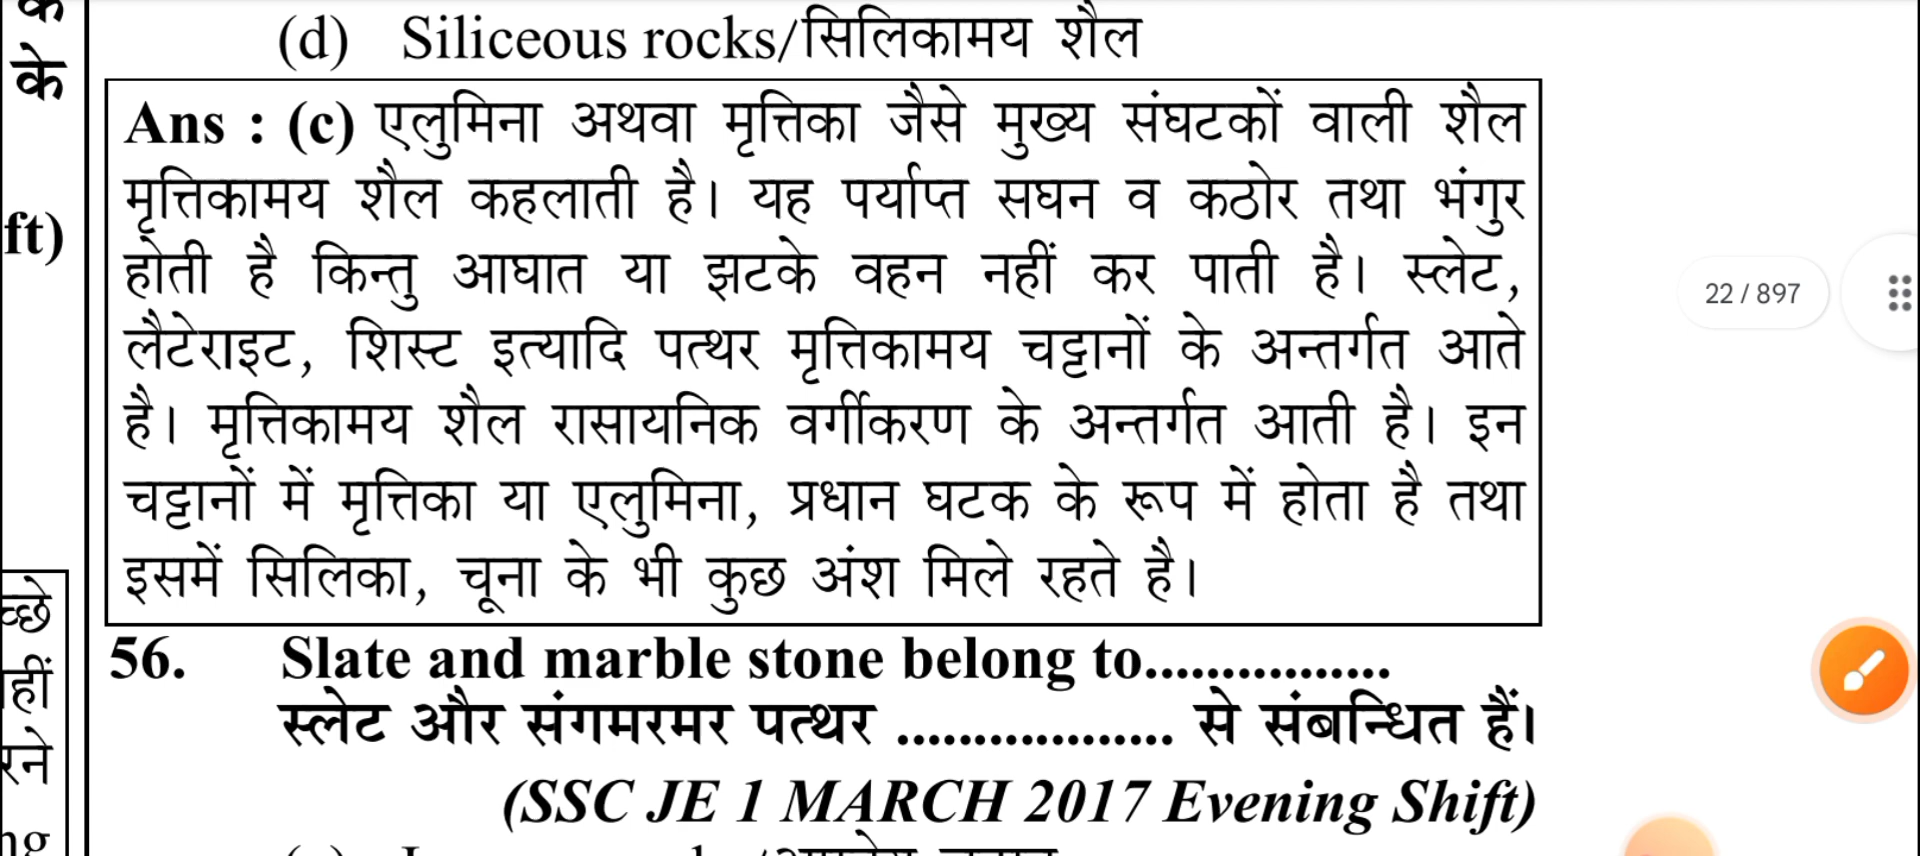 के
ft)
च्छे
हीं
रने
(d) Siliceous rocks/सिलिकामय शैल
Ans : (c) एलुमिना अथवा मृत्तिका जैसे मुख्य संघटकों वाली शैल
मृत्तिकामय शैल कहलाती है। यह पर्याप्त सघन व कठोर तथा भंगुर
होती है किन्तु आघात या झटके वहन नहीं कर पाती है। स्लेट,
लैटेराइट, शिस्ट इत्यादि पत्थर मृत्तिकामय चट्टानों के अन्तर्गत आते
है। मृत्तिकामय शैल रासायनिक वर्गीकरण के अन्तर्गत आती है। इन
चट्टानों में मृत्तिका या एलुमिना, प्रधान घटक के रूप में होता है तथा
इसमें सिलिका, चूना के भी कुछ अंश मिले रहते है।
56. Slate and marble stone belong to................
स्लेट और संगमरमर पत्थर .................. से संबन्धित हैं।
(SSC JE 1 MARCH 2017 Evening Shift)
22 / 897